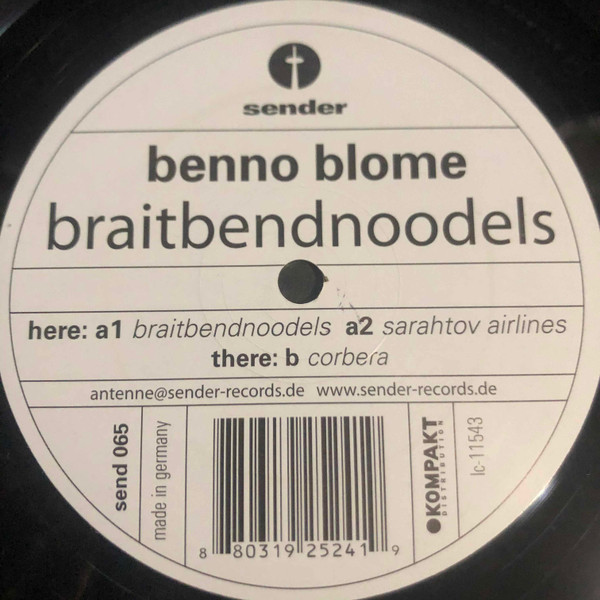 sender
benno blome
braitbendnoodels
here: a1 braitbendnoodels a2 sarahtov airlines
there: b corbera
antenne@sender-records.de www.sender-records.de
send 065
made in germany
8 80319 25241 9
KOMPAKT
DISTRIBUTION
lc-11543